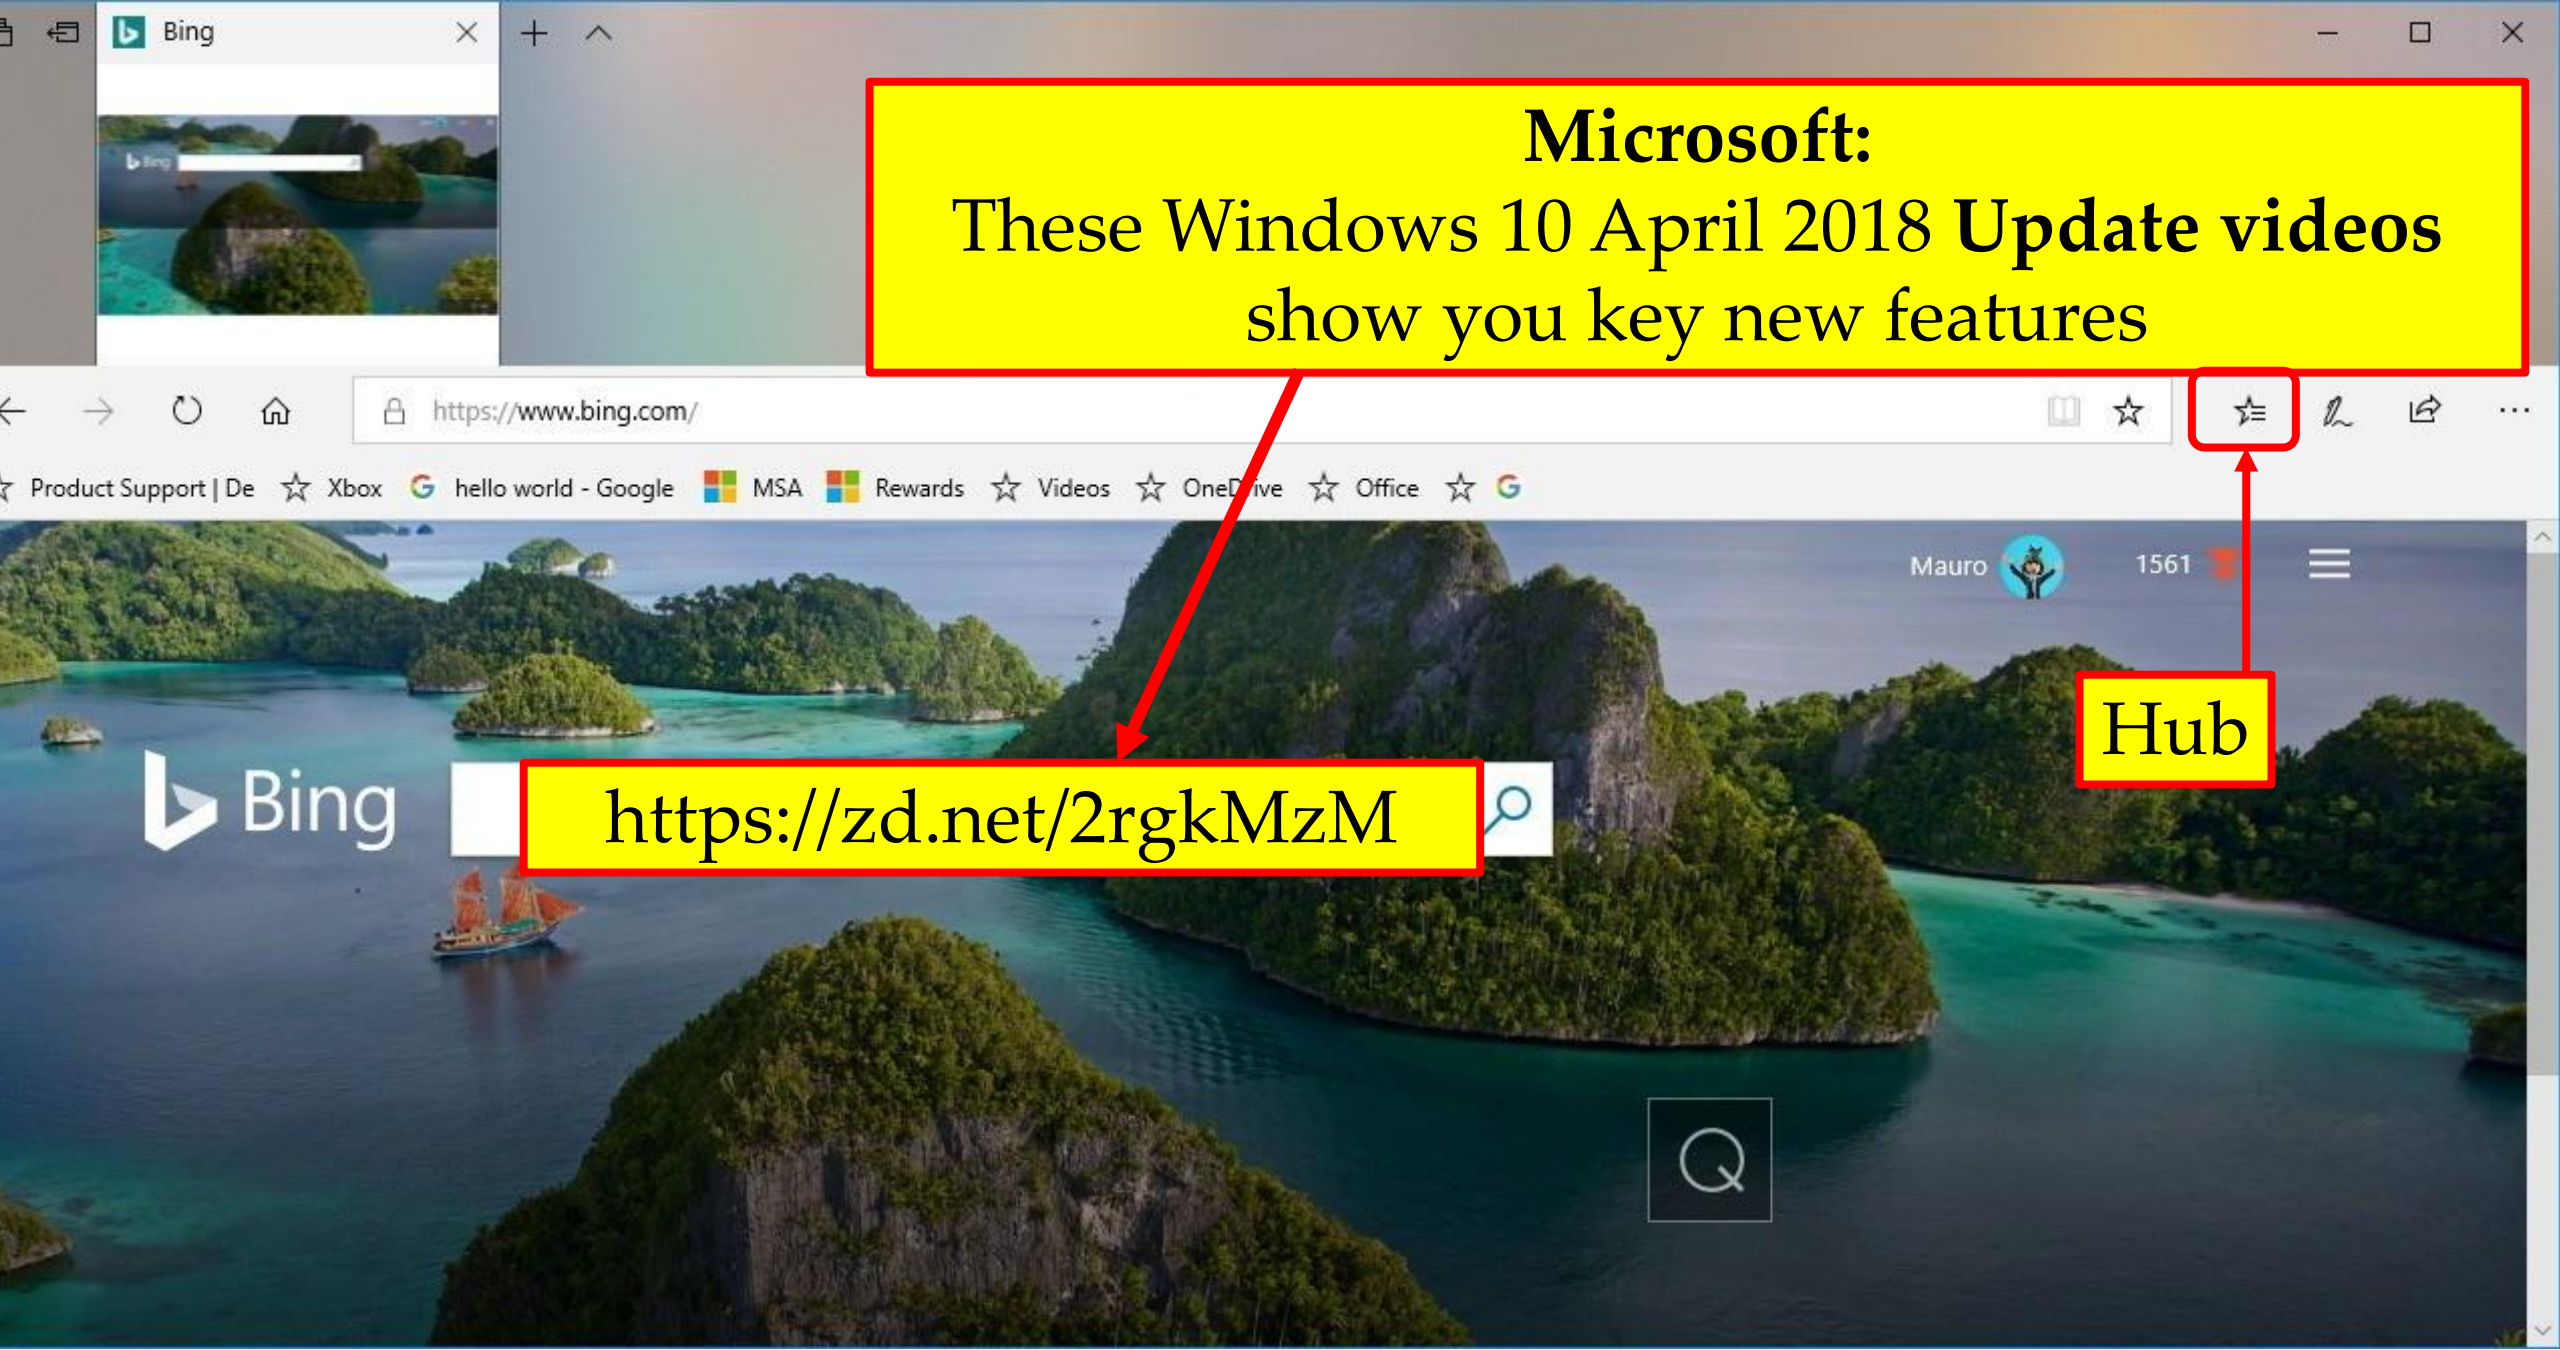 Bing
Microsoft:
These Windows 10 April 2018 Update videos
show you key new features
Bing
https://www.bing.com/
Product Support | De Xbox hello world - Google MSA Rewards Videos OneDrive Office
Mauro 1561
Hub
Bing
https://zd.net/2rgkMzM